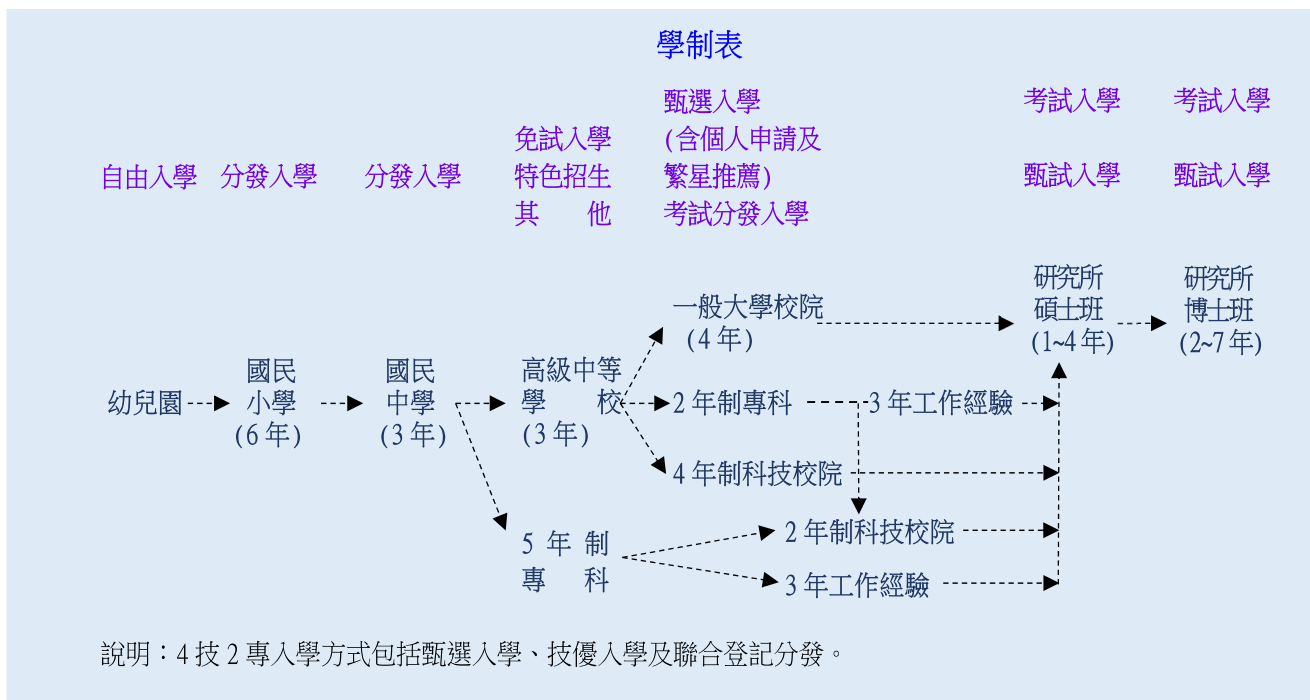 學制表
甄選入學
考試入學
考試入學
免試入學
(含個人申請及
自由入學
分發入學
分發入學
特色招生
繁星推薦)
甄試入學
甄試入學
其　　他
考試分發入學
研究所
碩士班
(1~4 年)
研究所
博士班
(2~7 年)
一般大學校院
(4 年)
幼兒園
國民
小學
(6 年)
國民
中學
(3 年)
高級中等
學　　校
(3 年)
2 年制專科
3 年工作經驗
4 年制科技校院
5 年 制
專　科
2 年制科技校院
3 年工作經驗
說明：4 技 2 專入學方式包括甄選入學、技優入學及聯合登記分發。